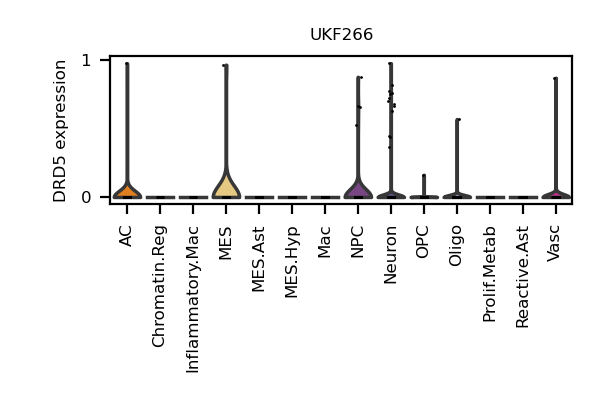 UKF266
DRD5 expression
1
0
AC
Chromatin.Reg
Inflammatory.Mac
MES
MES.Ast
MES.Hyp
Mac
NPC
Neuron
OPC
Oligo
Prolif.Metab
Reactive.Ast
Vasc